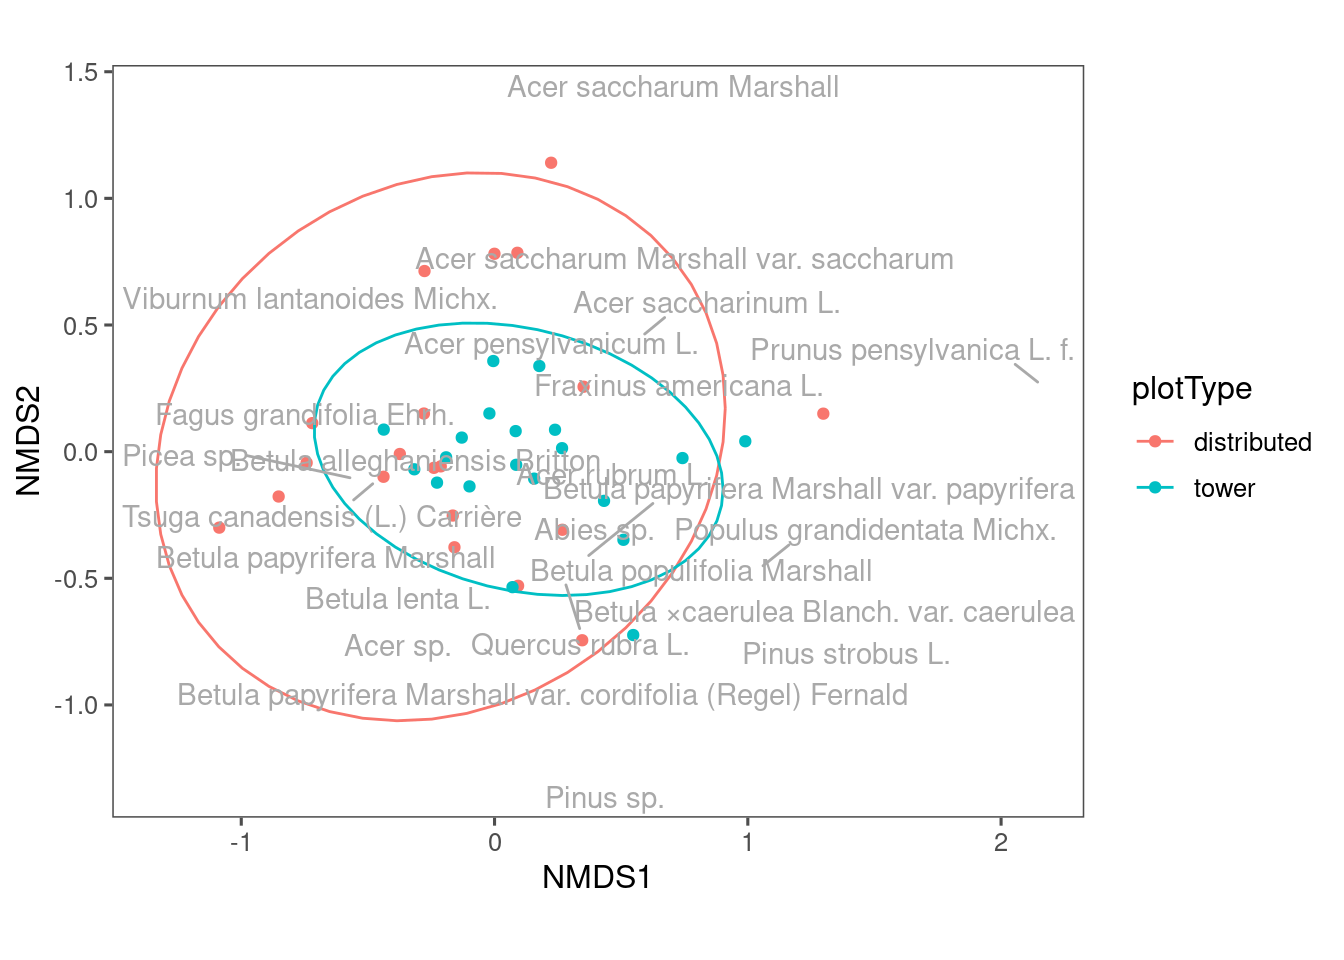 1.5
1.0
0.5
0.0
-0.5
-1.0
NMDS2
Acer saccharum Marshall
Acer saccharum Marshall var. saccharum
Viburnum lantanoides Michx.
Acer saccharinum L.
Acer pensylvanicum L.
Prunus pensylvanica L. f.
Fraxinus americana L.
Fagus grandifolia Ehrh.
Picea sp.
Betula alleghaniensis Britton
Acer rubrum L.
Betula papyrifera Marshall var. papyrifera
Tsuga canadensis (L.) Carrière
Abies sp.
Populus grandidentata Michx.
Betula papyrifera Marshall
Betula populifolia Marshall
Betula lenta L.
Betula ×caerulea Blanch. var. caerulea
Acer sp.
Quercus rubra L.
Pinus strobus L.
Betula papyrifera Marshall var. cordifolia (Regel) Fernald
Pinus sp.
-1
0
1
2
NMDS1
plotType
distributed
tower